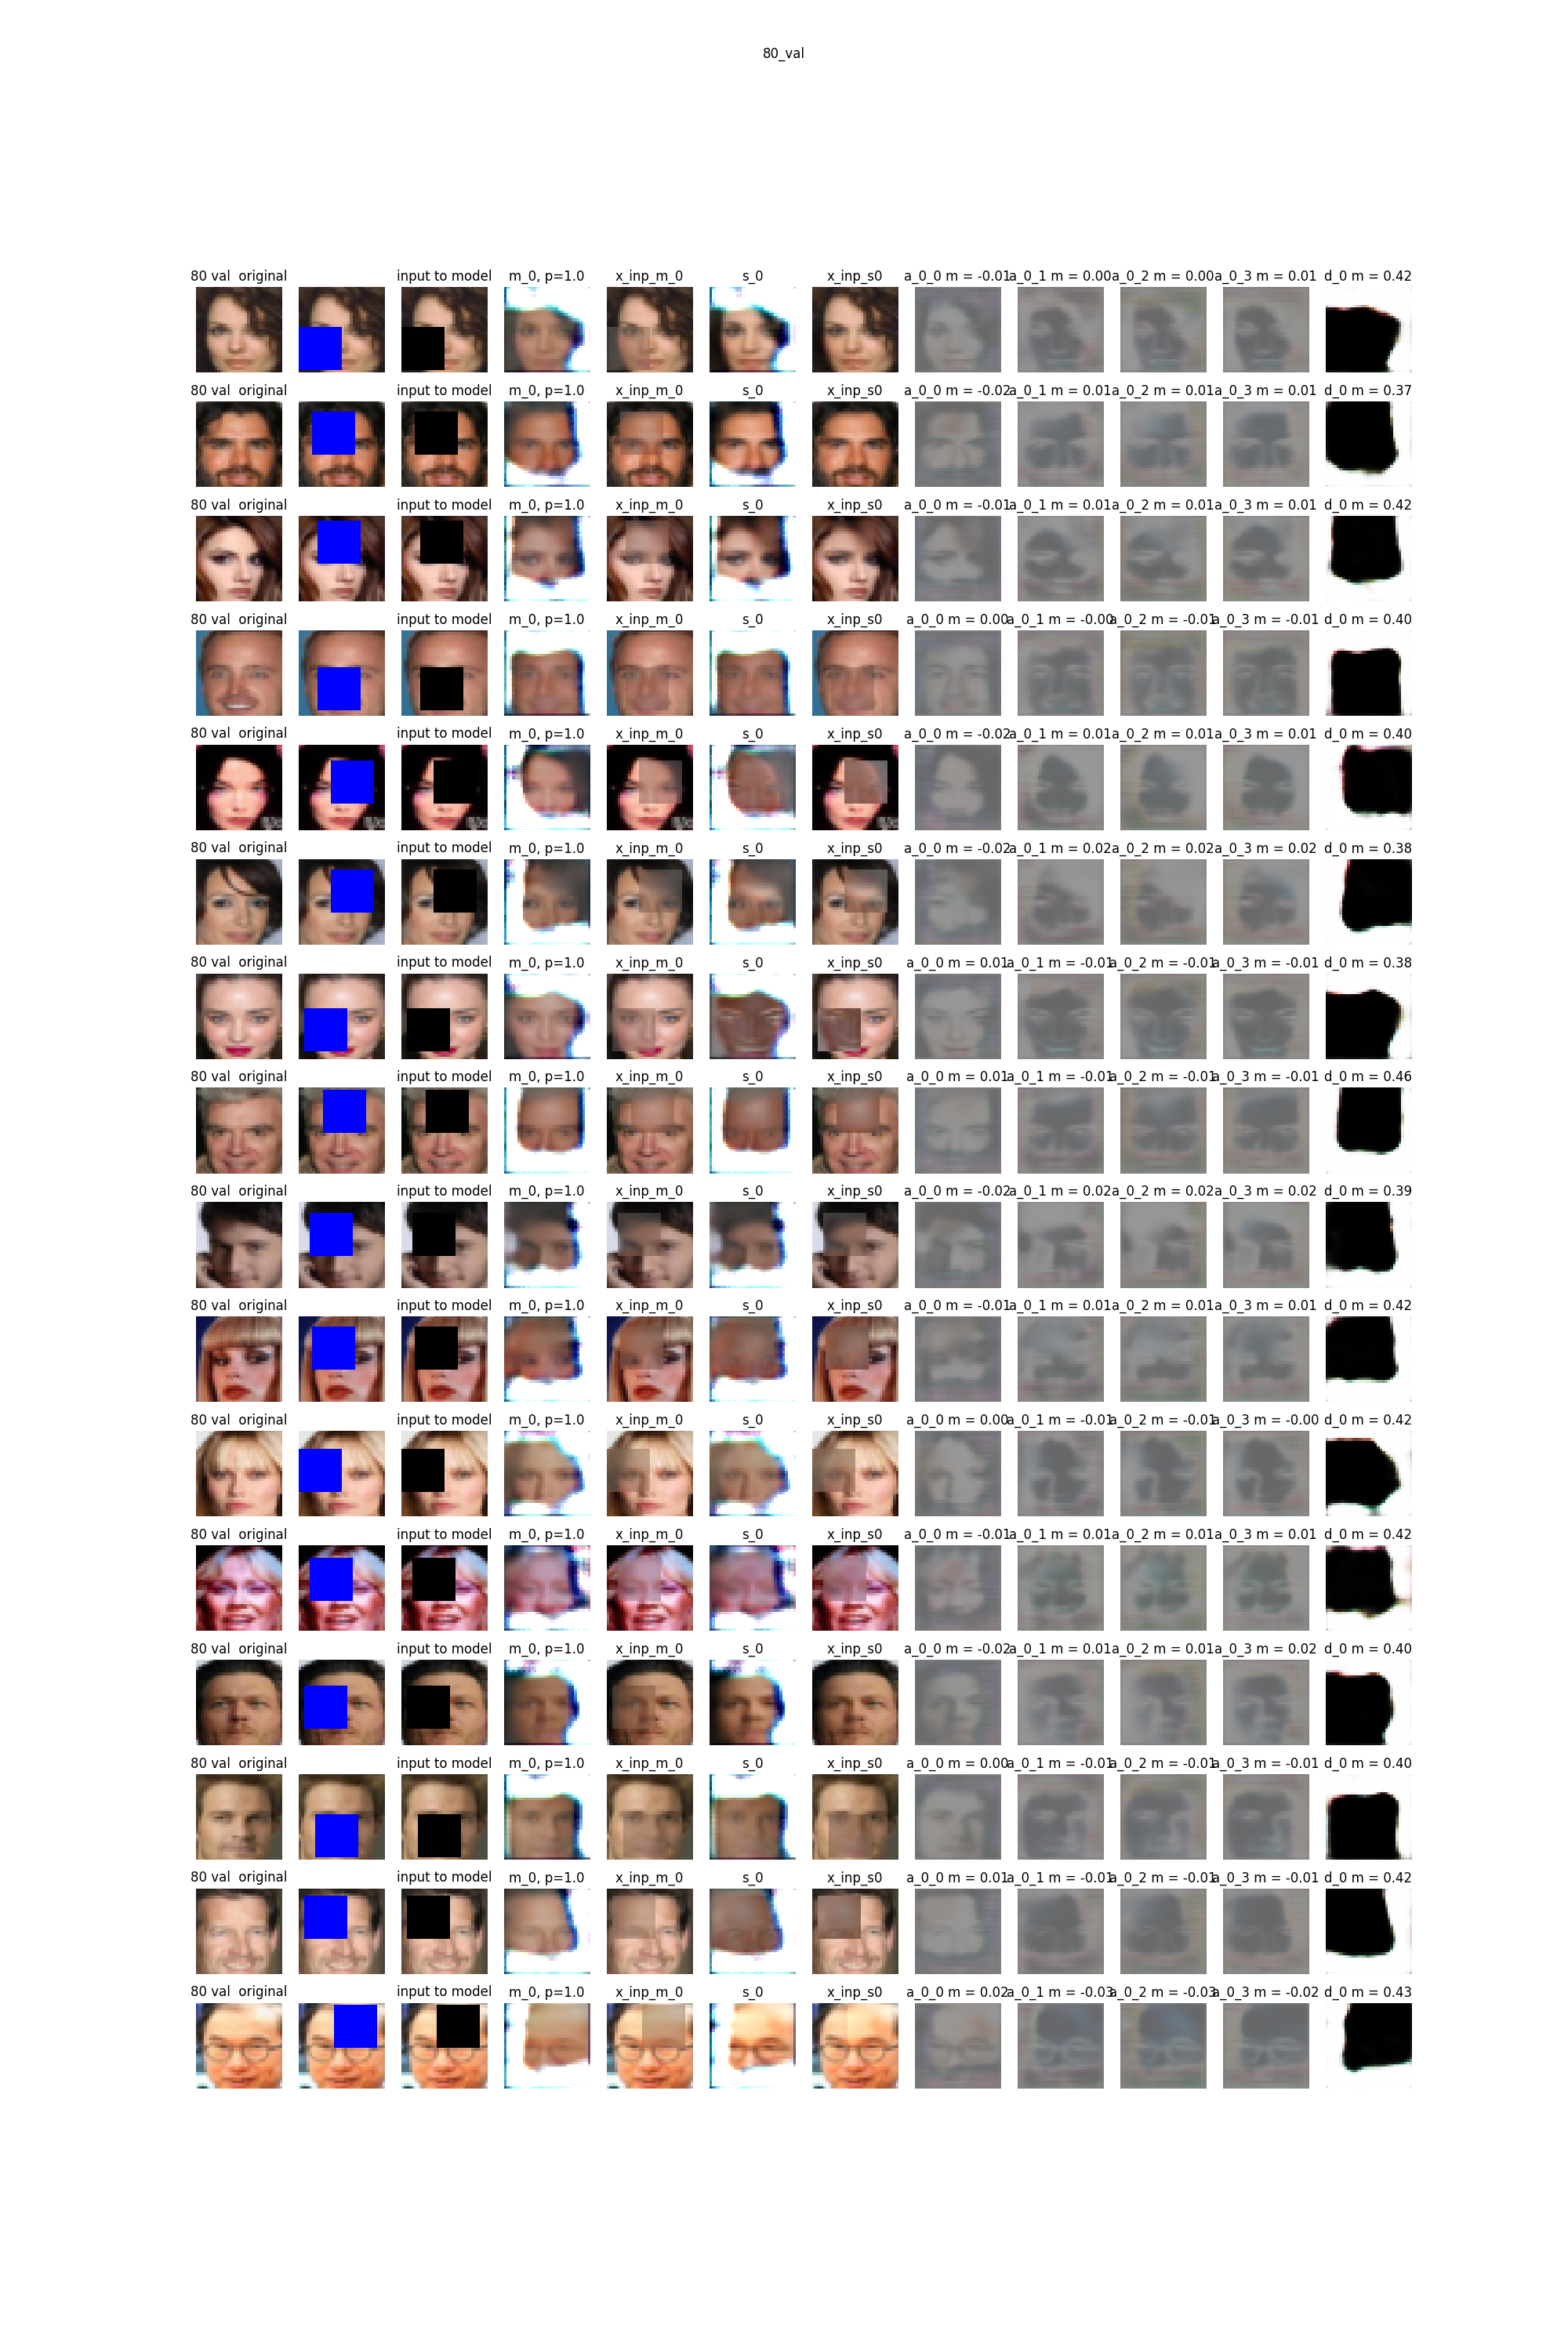 80_val
80 val original input to model m_0, p=1.0 x_inp_m_0 s_0 x_inp_s0 a_0_0 m = -0.01 a_0_1 m = 0.00 a_0_2 m = 0.00 a_0_3 m = 0.01 d_0 m = 0.42
80 val original input to model m_0, p=1.0 x_inp_m_0 s_0 x_inp_s0 a_0_0 m = -0.02 a_0_1 m = 0.01 a_0_2 m = 0.01 a_0_3 m = 0.01 d_0 m = 0.37
80 val original input to model m_0, p=1.0 x_inp_m_0 s_0 x_inp_s0 a_0_0 m = -0.01 a_0_1 m = 0.01 a_0_2 m = 0.01 a_0_3 m = 0.01 d_0 m = 0.42
80 val original input to model m_0, p=1.0 x_inp_m_0 s_0 x_inp_s0 a_0_0 m = 0.00 a_0_1 m = -0.00 a_0_2 m = -0.01 a_0_3 m = -0.01 d_0 m = 0.40
80 val original input to model m_0, p=1.0 x_inp_m_0 s_0 x_inp_s0 a_0_0 m = -0.02 a_0_1 m = 0.01 a_0_2 m = 0.01 a_0_3 m = 0.01 d_0 m = 0.40
80 val original input to model m_0, p=1.0 x_inp_m_0 s_0 x_inp_s0 a_0_0 m = -0.02 a_0_1 m = 0.02 a_0_2 m = 0.02 a_0_3 m = 0.02 d_0 m = 0.38
80 val original input to model m_0, p=1.0 x_inp_m_0 s_0 x_inp_s0 a_0_0 m = 0.01 a_0_1 m = -0.01 a_0_2 m = -0.01 a_0_3 m = -0.01 d_0 m = 0.38
80 val original input to model m_0, p=1.0 x_inp_m_0 s_0 x_inp_s0 a_0_0 m = 0.01 a_0_1 m = -0.01 a_0_2 m = -0.01 a_0_3 m = -0.01 d_0 m = 0.46
80 val original input to model m_0, p=1.0 x_inp_m_0 s_0 x_inp_s0 a_0_0 m = -0.02 a_0_1 m = 0.02 a_0_2 m = 0.02 a_0_3 m = 0.02 d_0 m = 0.39
80 val original input to model m_0, p=1.0 x_inp_m_0 s_0 x_inp_s0 a_0_0 m = -0.01 a_0_1 m = 0.01 a_0_2 m = 0.01 a_0_3 m = 0.01 d_0 m = 0.42
80 val original input to model m_0, p=1.0 x_inp_m_0 s_0 x_inp_s0 a_0_0 m = 0.00 a_0_1 m = -0.01 a_0_2 m = -0.01 a_0_3 m = -0.00 d_0 m = 0.42
80 val original input to model m_0, p=1.0 x_inp_m_0 s_0 x_inp_s0 a_0_0 m = -0.01 a_0_1 m = 0.01 a_0_2 m = 0.01 a_0_3 m = 0.01 d_0 m = 0.42
80 val original input to model m_0, p=1.0 x_inp_m_0 s_0 x_inp_s0 a_0_0 m = -0.02 a_0_1 m = 0.01 a_0_2 m = 0.01 a_0_3 m = 0.02 d_0 m = 0.40
80 val original input to model m_0, p=1.0 x_inp_m_0 s_0 x_inp_s0 a_0_0 m = 0.00 a_0_1 m = -0.01 a_0_2 m = -0.01 a_0_3 m = -0.01 d_0 m = 0.40
80 val original input to model m_0, p=1.0 x_inp_m_0 s_0 x_inp_s0 a_0_0 m = 0.01 a_0_1 m = -0.01 a_0_2 m = -0.01 a_0_3 m = -0.01 d_0 m = 0.42
80 val original input to model m_0, p=1.0 x_inp_m_0 s_0 x_inp_s0 a_0_0 m = 0.02 a_0_1 m = -0.03 a_0_2 m = -0.03 a_0_3 m = -0.02 d_0 m = 0.43